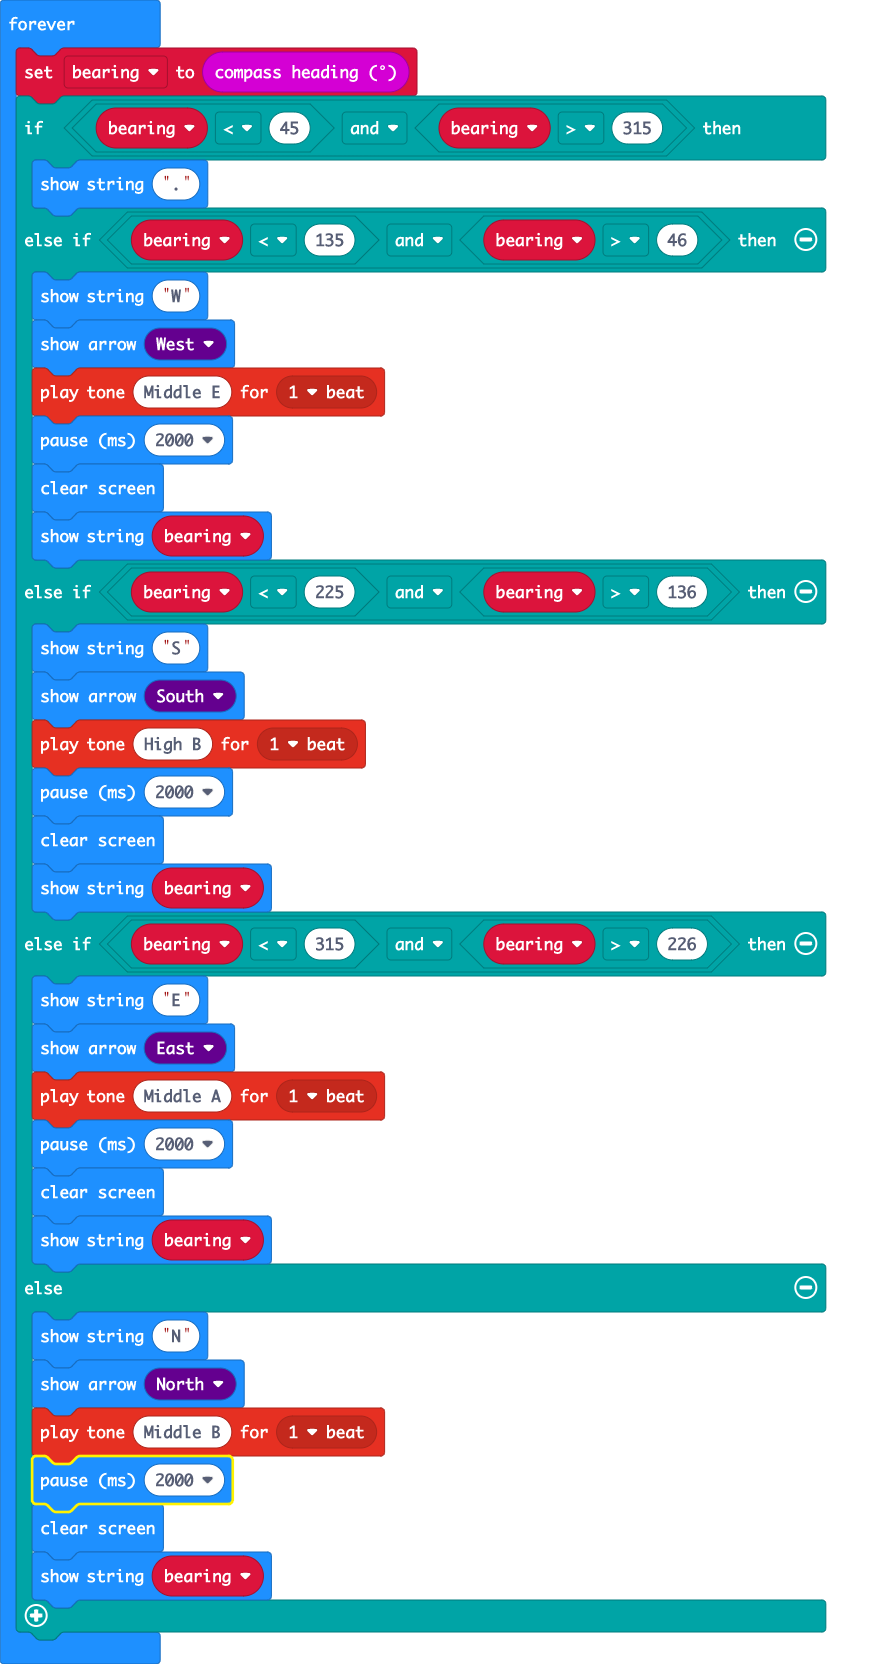 forever
set bearing to compass heading (°)
if bearing < 45 and bearing > 315 then
show string "."
else if bearing < 135 and bearing > 46 then
show string "W"
show arrow West
play tone Middle E for 1 beat
pause (ms) 2000
clear screen
show string bearing
else if bearing < 225 and bearing > 136 then
show string "S"
show arrow South
play tone High B for 1 beat
pause (ms) 2000
clear screen
show string bearing
else if bearing < 315 and bearing > 226 then
show string "E"
show arrow East
play tone Middle A for 1 beat
pause (ms) 2000
clear screen
show string bearing
else
show string "N"
show arrow North
play tone Middle B for 1 beat
pause (ms) 2000
clear screen
show string bearing